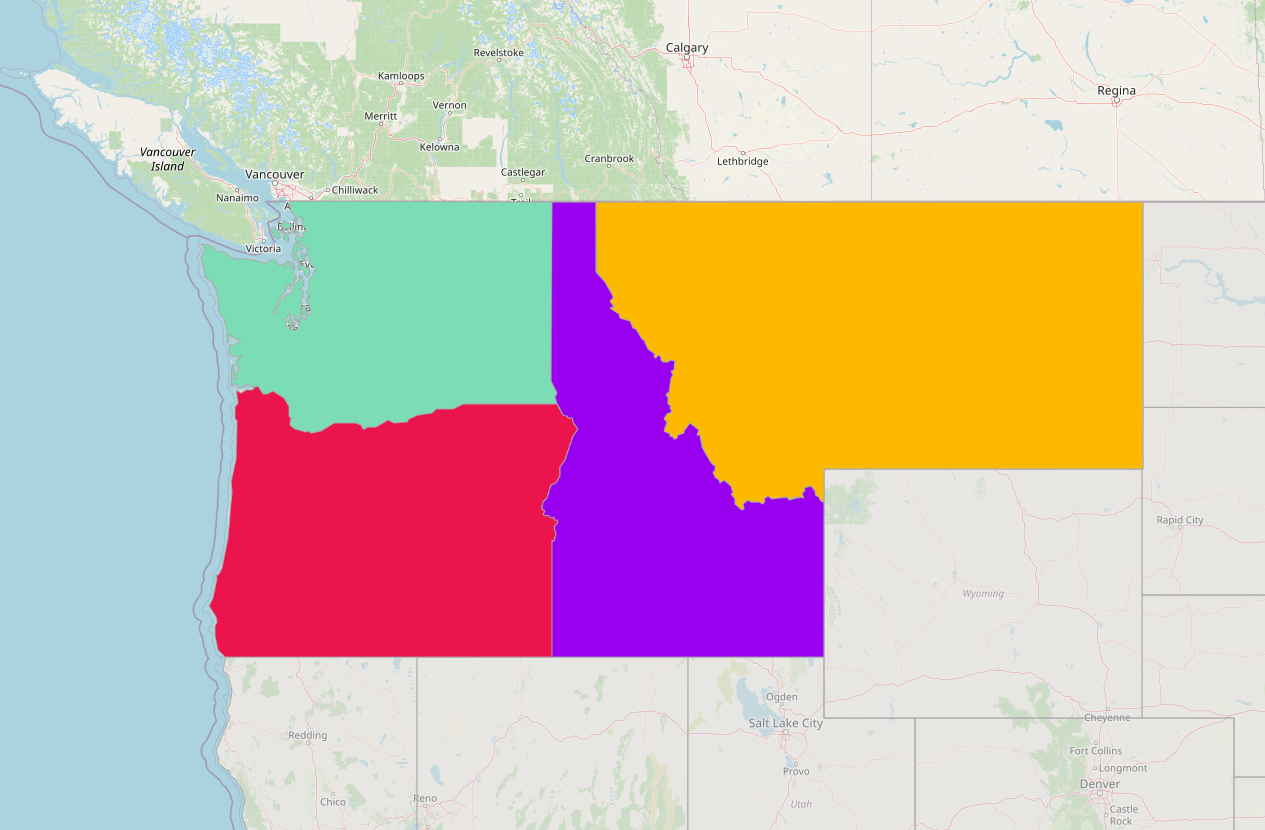 Calgary
Revelstoke
Kamloops
Regina
Vernon
Merritt
Kelowna
Vancouver
Island
Cranbrook
Lethbridge
Castlegar
Vancouver
Chilliwack
Nanaimo
Victoria
Rapid City
Wyoming
Ogden
Salt Lake City
Cheyenne
Redding
Fort Collins
Longmont
Provo
Denver
Chico
Reno
Utah
Castle
Rock